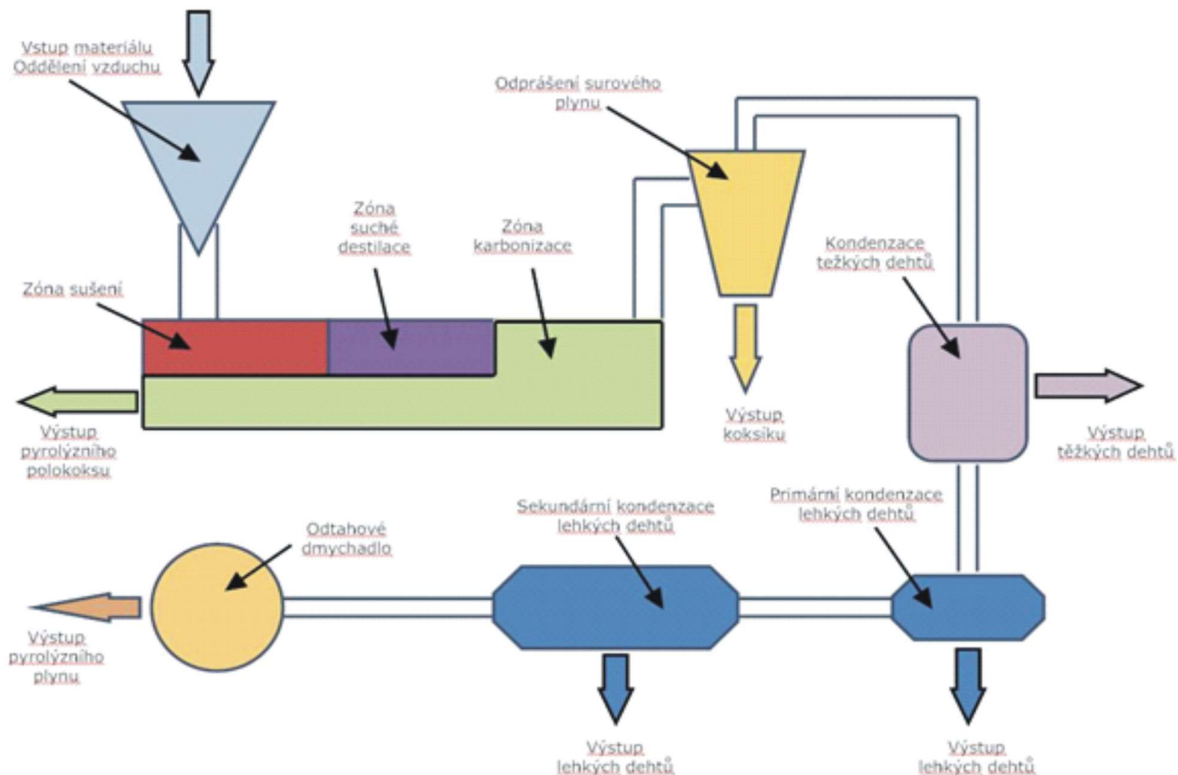 Vstup materiálu
Oddělení vzduchu
Odprášení surového
plynu
Zóna
suché
destilace
Zóna
karbonizace
Kondenzace
težkých dehtů
Zóna sušení
Výstup
pyrolýzního
polokoksu
Výstup
koksíku
Výstup
těžkých dehtů
Odtahové
dmychadlo
Sekundární kondenzace
lehkých dehtů
Primární kondenzace
lehkých dehtů
Výstup
pyrolýzního
plynu
Výstup
lehkých dehtů
Výstup
lehkých dehtů